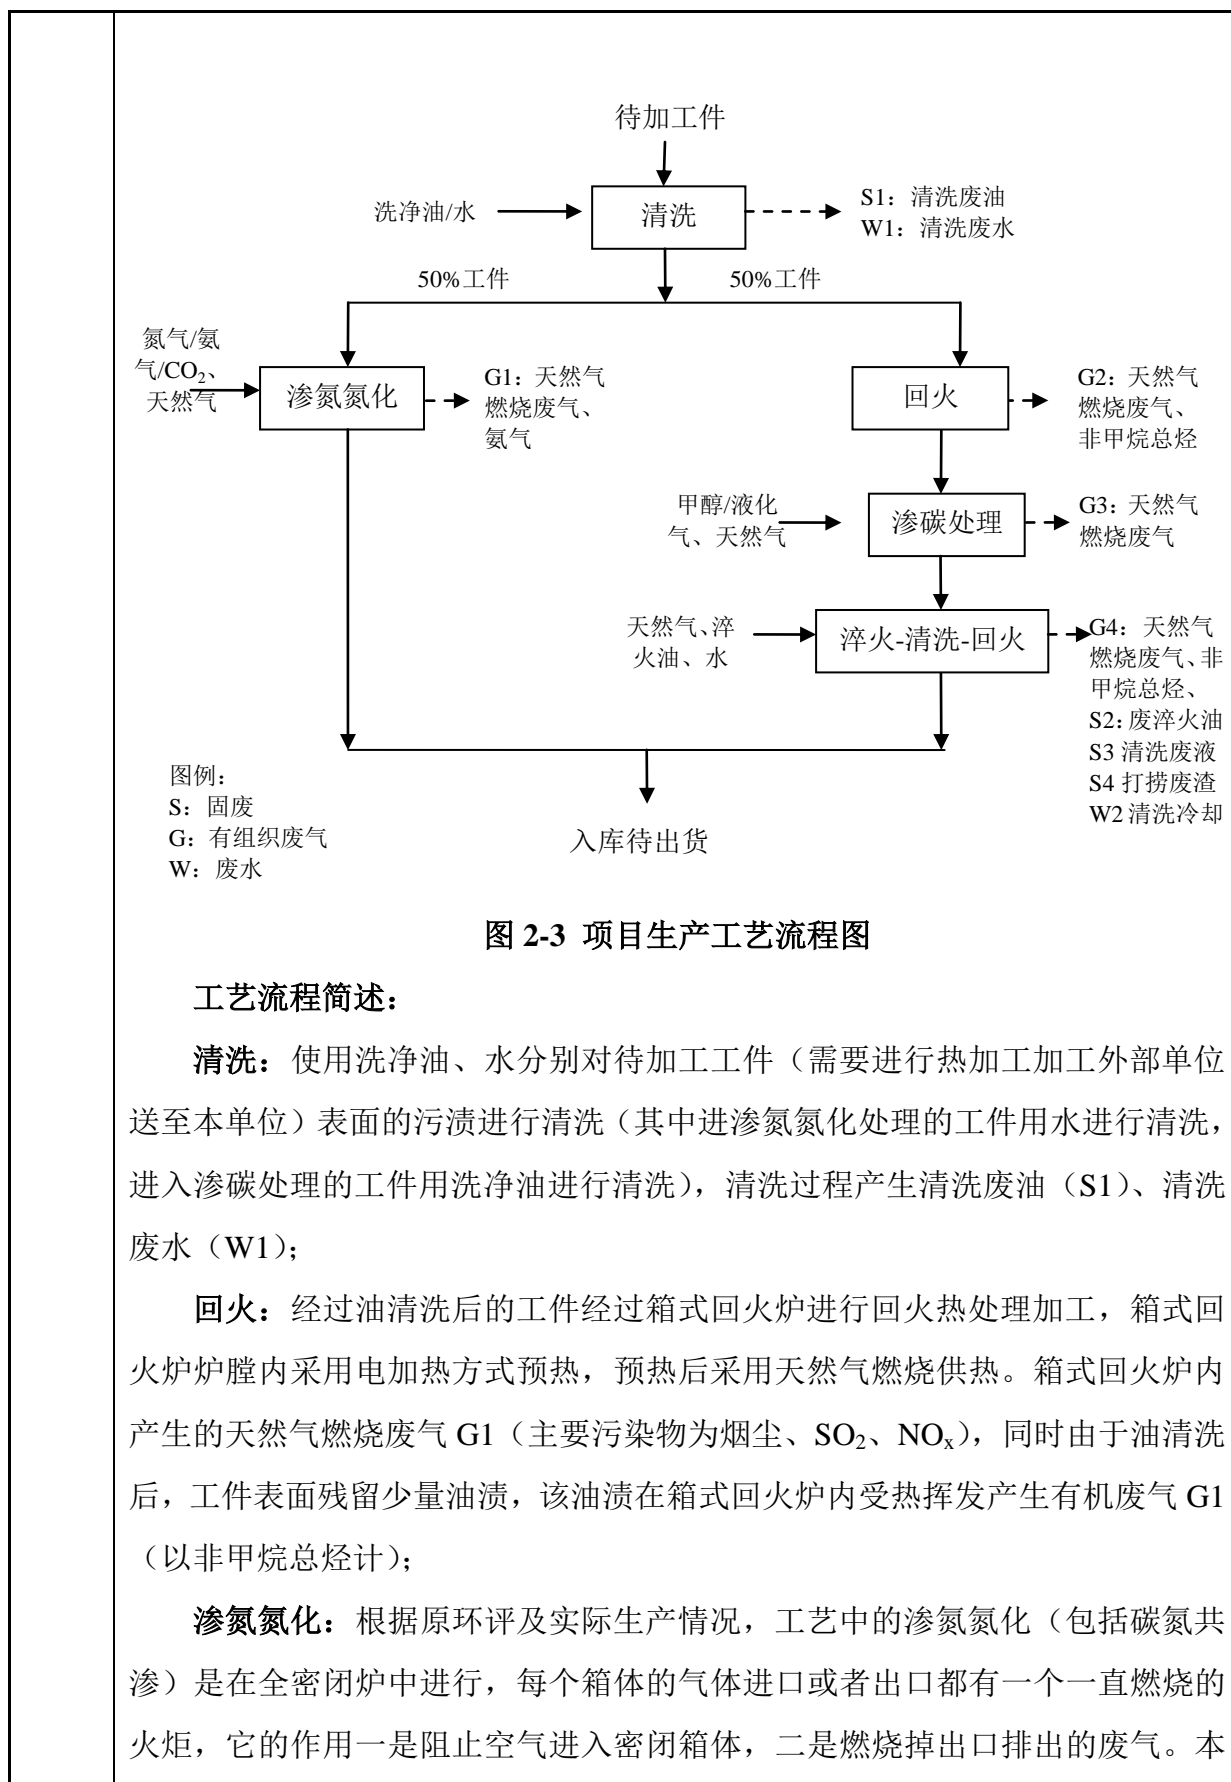 待加工件
洗净油/水
清洗
S1：清洗废油
W1：清洗废水
50%工件
50%工件
氮气/氨
气/CO₂、
天然气
渗氮氮化
G1：天然气
燃烧废气、
氨气
回火
G2：天然气
燃烧废气、
非甲烷总烃
甲醇/液化
气、天然气
渗碳处理
G3：天然气
燃烧废气
天然气、淬
火油、水
淬火-清洗-回火
G4：天然气
燃烧废气、非
甲烷总烃、
S2：废淬火油
S3 清洗废液
S4 打捞废渣
W2 清洗冷却
图例：
S：固废
G：有组织废气
W：废水
入库待出货
图 2-3 项目生产工艺流程图
工艺流程简述：
清洗：使用洗净油、水分别对待加工工件（需要进行热加工加工外部单位
送至本单位）表面的污渍进行清洗（其中进渗氮氮化处理的工件用水进行清洗，
进入渗碳处理的工件用洗净油进行清洗），清洗过程产生清洗废油（S1）、清洗
废水（W1）；
回火：经过油清洗后的工件经过箱式回火炉进行回火热处理加工，箱式回
火炉炉膛内采用电加热方式预热，预热后采用天然气燃烧供热。箱式回火炉内
产生的天然气燃烧废气 G1（主要污染物为烟尘、SO₂、NOₓ），同时由于油清洗
后，工件表面残留少量油渍，该油渍在箱式回火炉内受热挥发产生有机废气 G1
（以非甲烷总烃计）；
渗氮氮化：根据原环评及实际生产情况，工艺中的渗氮氮化（包括碳氮共
渗）是在全密闭炉中进行，每个箱体的气体进口或者出口都有一个一直燃烧的
火炬，它的作用一是阻止空气进入密闭箱体，二是燃烧掉出口排出的废气。本